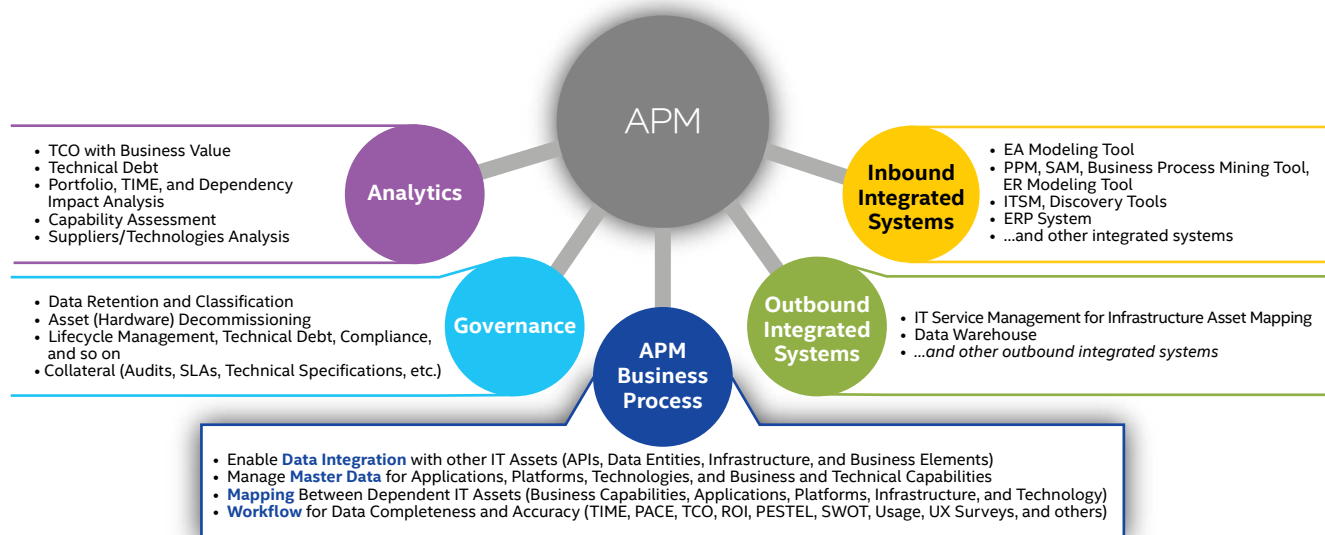 APM
Analytics
• TCO with Business Value
• Technical Debt
• Portfolio, TIME, and Dependency
Impact Analysis
• Capability Assessment
• Suppliers/Technologies Analysis
Governance
• Data Retention and Classification
• Asset (Hardware) Decommissioning
• Lifecycle Management, Technical Debt, Compliance,
and so on
• Collateral (Audits, SLAs, Technical Specifications, etc.)
APM
Business
Process
• Enable Data Integration with other IT Assets (APIs, Data Entities, Infrastructure, and Business Elements)
• Manage Master Data for Applications, Platforms, Technologies, and Business and Technical Capabilities
• Mapping Between Dependent IT Assets (Business Capabilities, Applications, Platforms, Infrastructure, and Technology)
• Workflow for Data Completeness and Accuracy (TIME, PACE, TCO, ROI, PESTEL, SWOT, Usage, UX Surveys, and others)
Inbound
Integrated
Systems
• EA Modeling Tool
• PPM, SAM, Business Process Mining Tool,
ER Modeling Tool
• ITSM, Discovery Tools
• ERP System
• ...and other integrated systems
Outbound
Integrated
Systems
• IT Service Management for Infrastructure Asset Mapping
• Data Warehouse
• ...and other outbound integrated systems